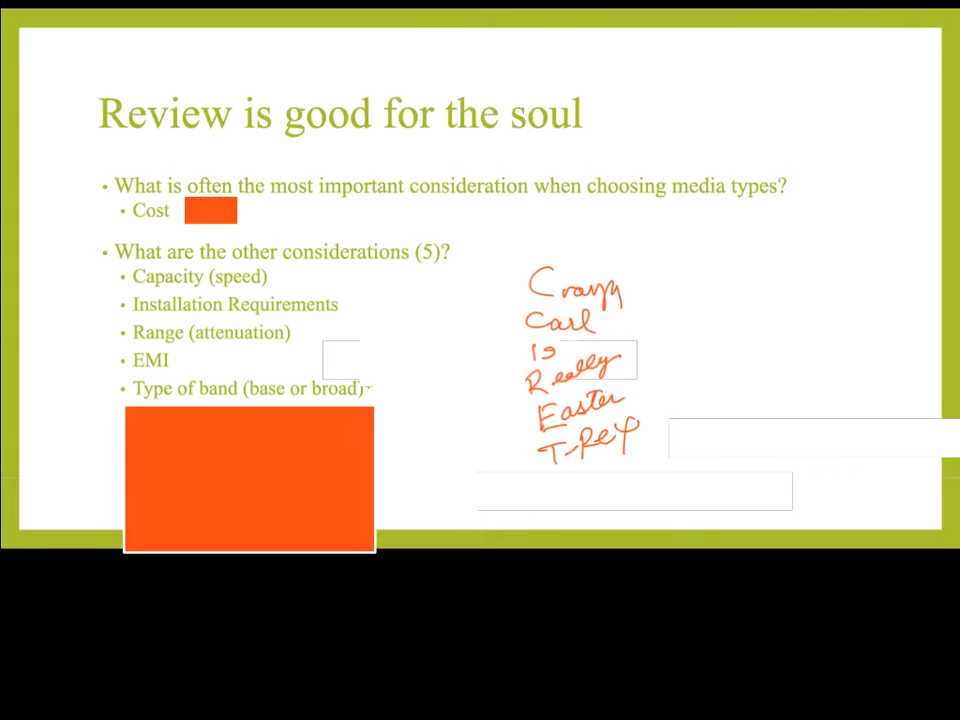 Review is good for the soul
• What is often the most important consideration when choosing media types?
• Cost
• What are the other considerations (5)?
• Capacity (speed)
• Installation Requirements
• Range (attenuation)
• EMI
• Type of band (base or broad)
Carl
Is
Really
Easter
T-Rex